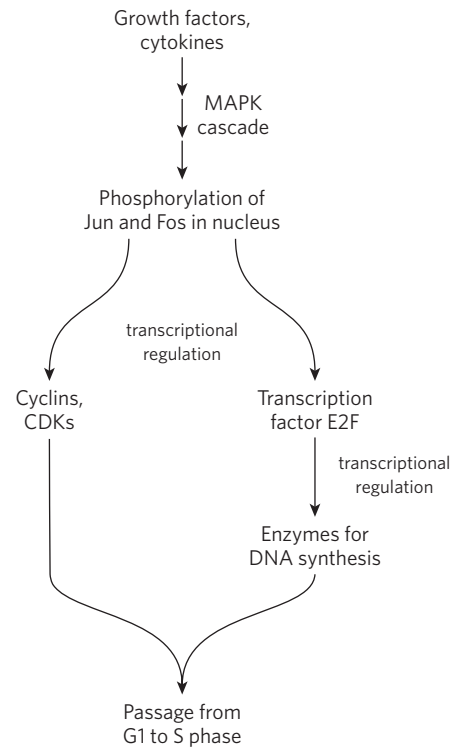 Growth factors,
cytokines
MAPK
cascade
Phosphorylation of
Jun and Fos in nucleus
transcriptional
regulation
Cyclins,
CDKs
Transcription
factor E2F
transcriptional
regulation
Enzymes for
DNA synthesis
Passage from
G1 to S phase